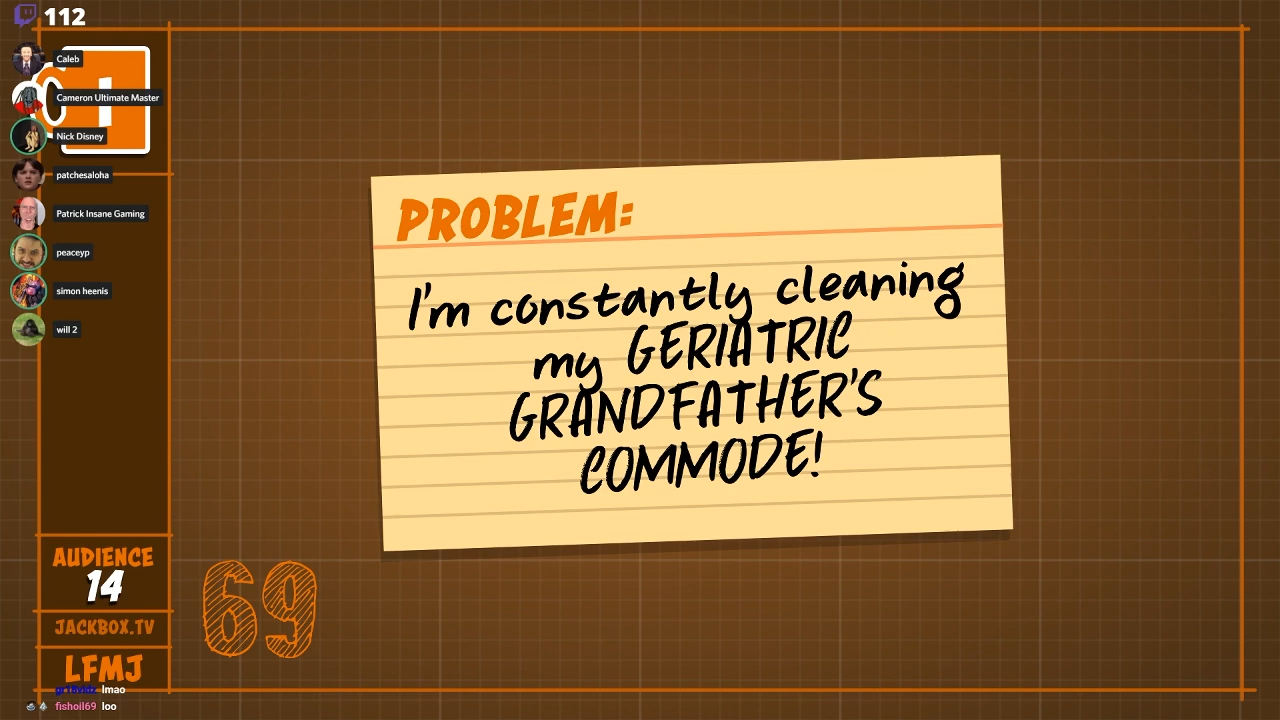 112
Caleb
Cameron Ultimate Master
Nick Disney
patchesaloha
Patrick Insane Gaming
peaceyp
simon heenis
will 2
PROBLEM:
I'm constantly cleaning
my GERIATRIC
GRANDFATHER'S
COMMODE!
AUDIENCE
14
JACKBOX.TV
LFMJ
69
lmao
fishoil69 loo